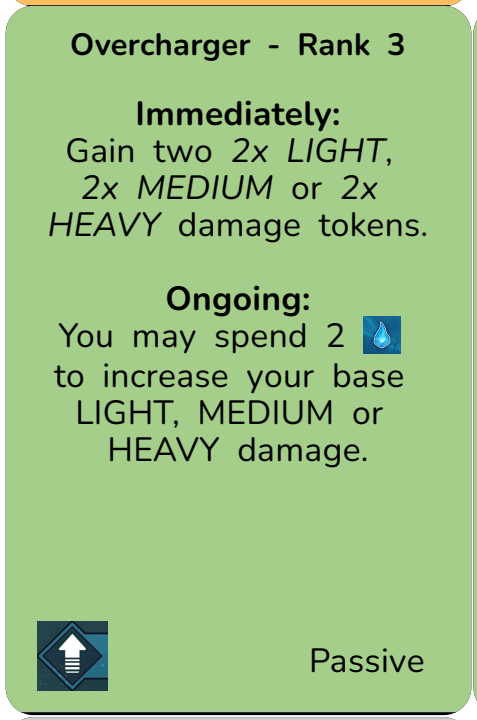 Overcharger - Rank 3
Immediately:
Gain two 2x LIGHT,
2x MEDIUM or 2x
HEAVY damage tokens.
Ongoing:
You may spend 2
to increase your base
LIGHT, MEDIUM or
HEAVY damage.
Passive